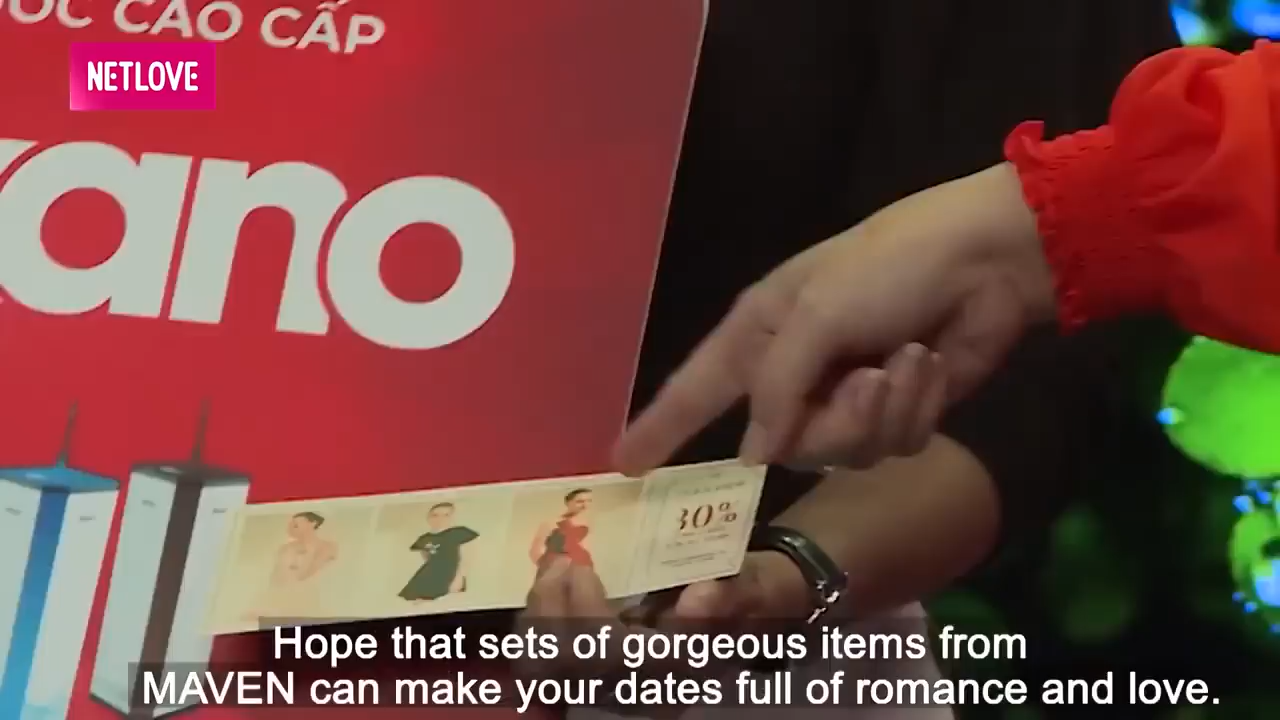 ƯỚC CAO CẤP
NETLOVE
ano
30%
Hope that sets of gorgeous items from
MAVEN can make your dates full of romance and love.